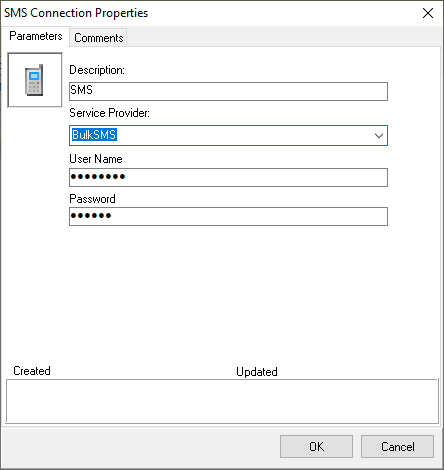 SMS Connection Properties
Parameters Comments
Description:
SMS
Service Provider:
BulkSMS
User Name
●●●●●●●●
Password
●●●●●●
Created Updated
OK Cancel